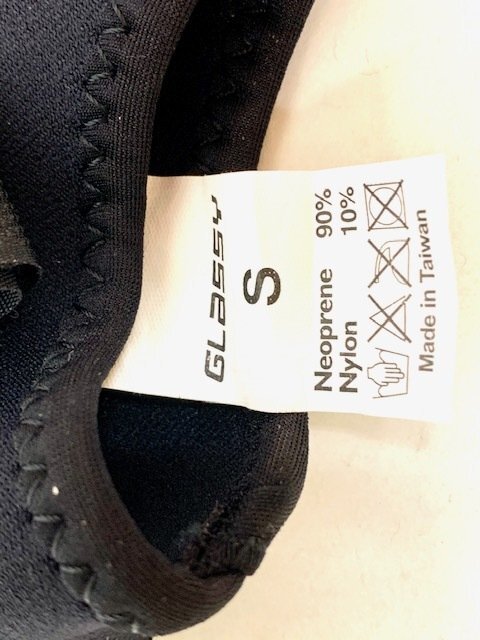 GLASSY
S
Neoprene 90%
Nylon 10%
Made in Taiwan